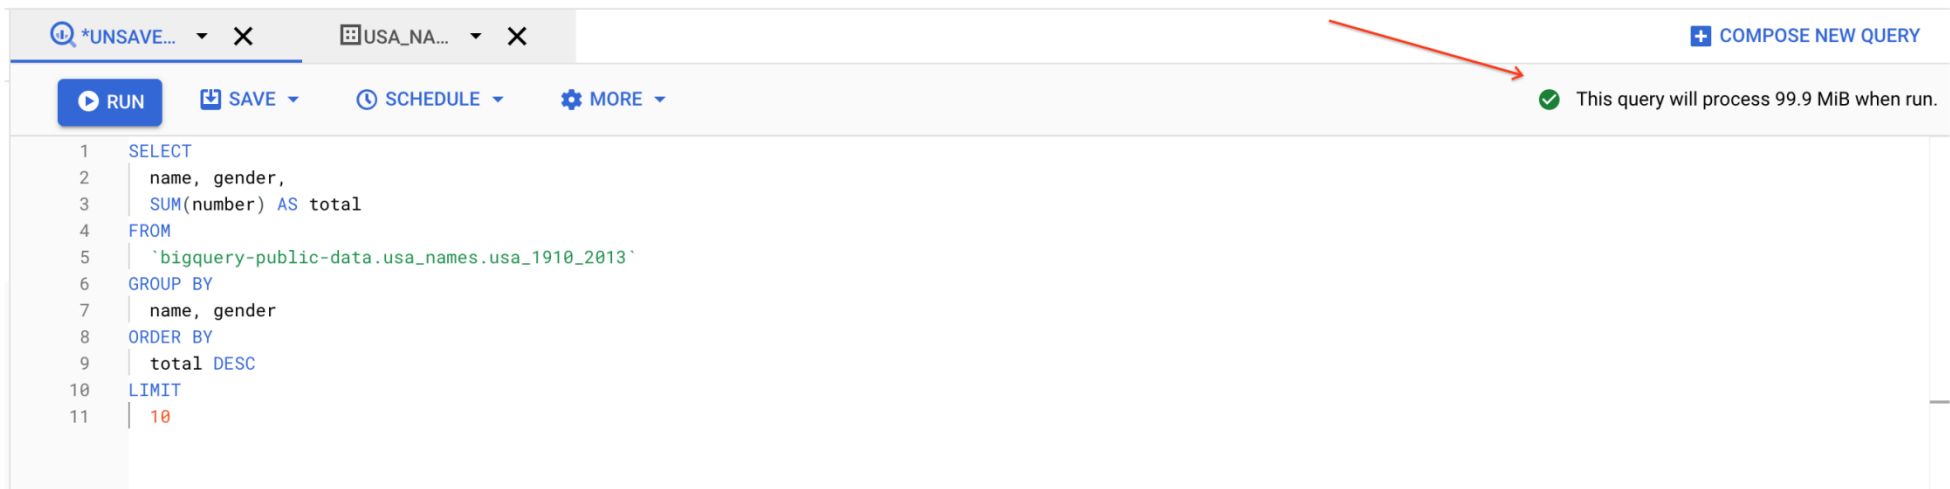 *UNSAVE... USA_NA... COMPOSE NEW QUERY
RUN SAVE SCHEDULE MORE This query will process 99.9 MiB when run.
1 SELECT
2 name, gender,
3 SUM(number) AS total
4 FROM
5 `bigquery-public-data.usa_names.usa_1910_2013`
6 GROUP BY
7 name, gender
8 ORDER BY
9 total DESC
10 LIMIT
11 10